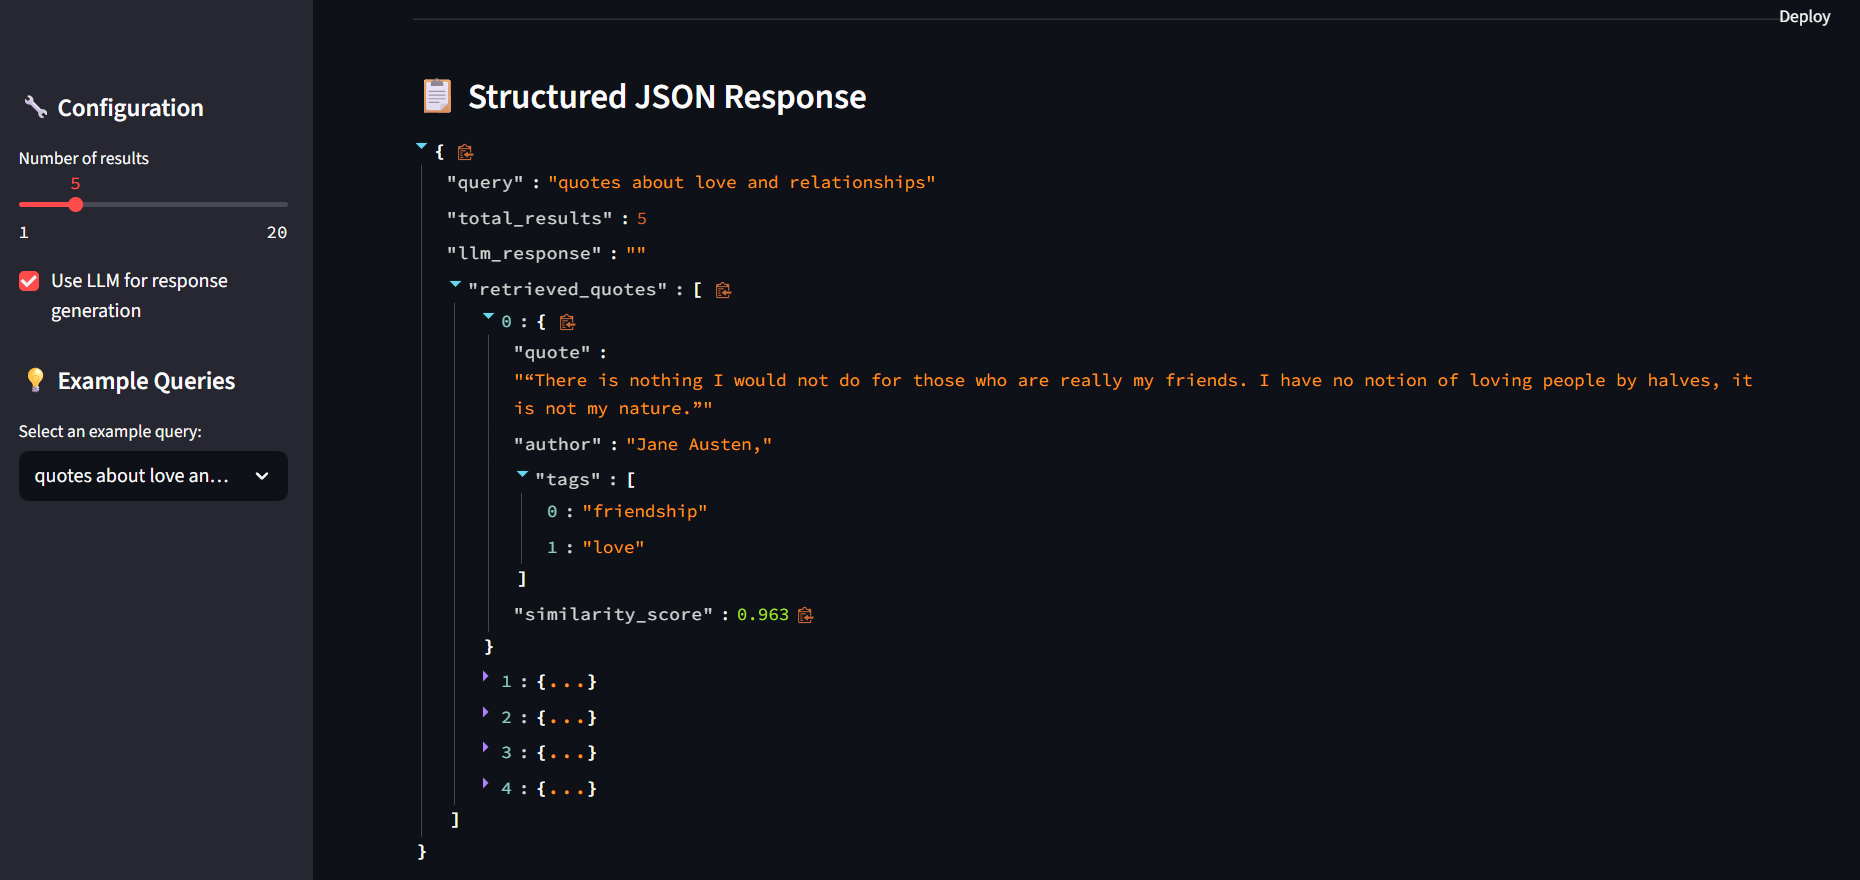 Deploy
Configuration
Number of results
5
1 20
Use LLM for response
generation
Example Queries
Select an example query:
quotes about love an...
Structured JSON Response
{
"query" : "quotes about love and relationships"
"total_results" : 5
"llm_response" : ""
"retrieved_quotes" : [
0 : {
"quote" :
"“There is nothing I would not do for those who are really my friends. I have no notion of loving people by halves, it
is not my nature.”"
"author" : "Jane Austen,"
"tags" : [
0 : "friendship"
1 : "love"
]
"similarity_score" : 0.963
}
1 : {...}
2 : {...}
3 : {...}
4 : {...}
]
}